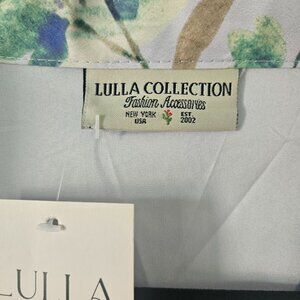 LULLA COLLECTION
Fashion Accessories
NEW YORK EST.
USA 2002
LULLA